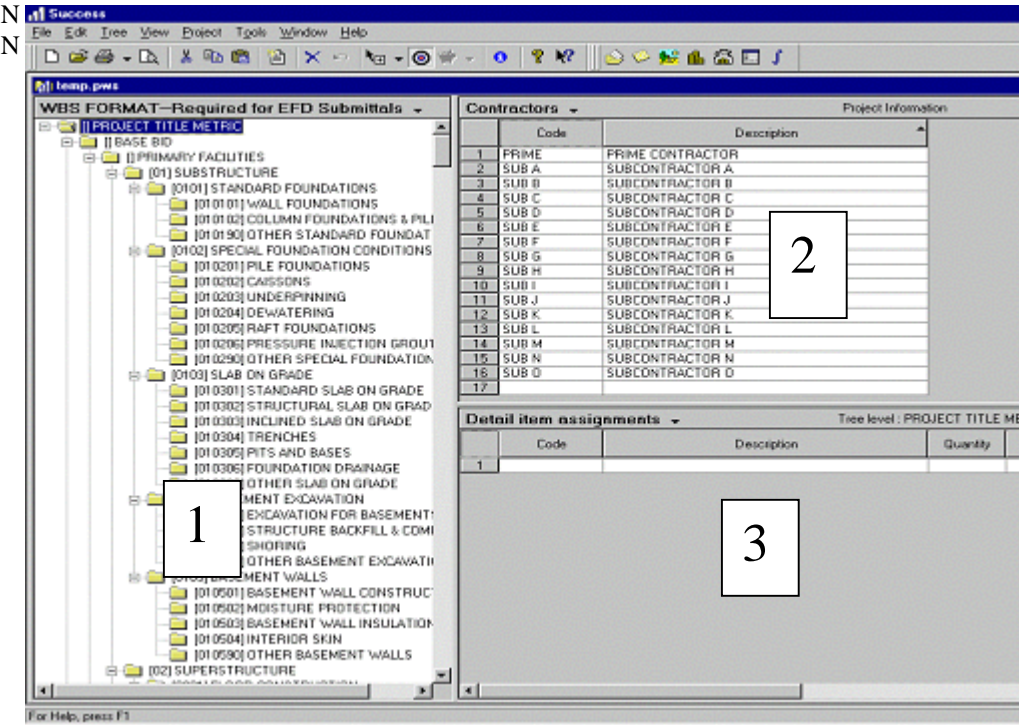 N
N
Success
File Edit Tree View Project Tools Window Help
temp.pws
WBS FORMAT—Required for EFD Submittals
[] PROJECT TITLE METRIC
[] BASE BID
[] PRIMARY FACILITIES
[01] SUBSTRUCTURE
[0101] STANDARD FOUNDATIONS
[010101] WALL FOUNDATIONS
[010102] COLUMN FOUNDATIONS & PIL
[010190] OTHER STANDARD FOUNDAT
[0102] SPECIAL FOUNDATION CONDITIONS
[010201] PILE FOUNDATIONS
[010202] CAISSONS
[010203] UNDERPINNING
[010204] DEWATERING
[010205] RAFT FOUNDATIONS
[010206] PRESSURE INJECTION GROUT
[010290] OTHER SPECIAL FOUNDATION
[0103] SLAB ON GRADE
[010301] STANDARD SLAB ON GRADE
[010302] STRUCTURAL SLAB ON GRAD
[010303] INCLINED SLAB ON GRADE
[010304] TRENCHES
[010305] PITS AND BASES
[010306] FOUNDATION DRAINAGE
OTHER SLAB ON GRADE
MENT EXCAVATION
EXCAVATION FOR BASEMENT
STRUCTURE BACKFILL & COM
SHORING
OTHER BASEMENT EXCAVATI
BASEMENT WALLS
[010501] BASEMENT WALL CONSTRUC
[010502] MOISTURE PROTECTION
[010503] BASEMENT WALL INSULATION
[010504] INTERIOR SKIN
[010590] OTHER BASEMENT WALLS
[02] SUPERSTRUCTURE
1
Contractors Project Information
Code Description
1 PRIME PRIME CONTRACTOR
2 SUB A SUBCONTRACTOR A
3 SUB B SUBCONTRACTOR B
4 SUB C SUBCONTRACTOR C
5 SUB D SUBCONTRACTOR D
6 SUB E SUBCONTRACTOR E
7 SUB F SUBCONTRACTOR F
8 SUB G SUBCONTRACTOR G
9 SUB H SUBCONTRACTOR H
10 SUB I SUBCONTRACTOR I
11 SUB J SUBCONTRACTOR J
12 SUB K SUBCONTRACTOR K
13 SUB L SUBCONTRACTOR L
14 SUB M SUBCONTRACTOR M
15 SUB N SUBCONTRACTOR N
16 SUB O SUBCONTRACTOR O
17
2
Detail item assignments Tree level : PROJECT TITLE ME
Code Description Quantity
1
3
For Help, press F1